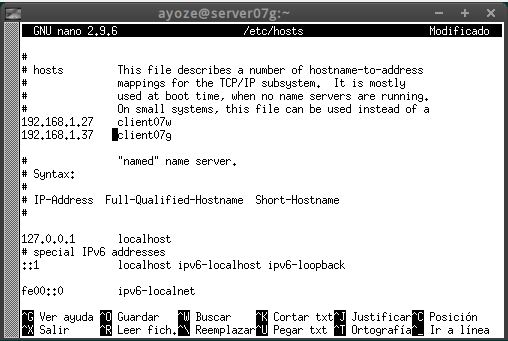 ayoze@server07g:~
GNU nano 2.9.6 /etc/hosts Modificado
#
# hosts This file describes a number of hostname-to-address
# mappings for the TCP/IP subsystem. It is mostly
# used at boot time, when no name servers are running.
# On small systems, this file can be used instead of a
192.168.1.27 client07w
192.168.1.37 client07g
# "named" name server.
# Syntax:
#
# IP-Address Full-Qualified-Hostname Short-Hostname
#
127.0.0.1 localhost
# special IPv6 addresses
::1 localhost ipv6-localhost ipv6-loopback
fe00::0 ipv6-localnet
^G Ver ayuda ^O Guardar ^W Buscar ^K Cortar txt ^J Justificar ^C Posición
^X Salir ^R Leer fich. ^\ Reemplazar ^U Pegar txt ^T Ortografía ^_ Ir a línea